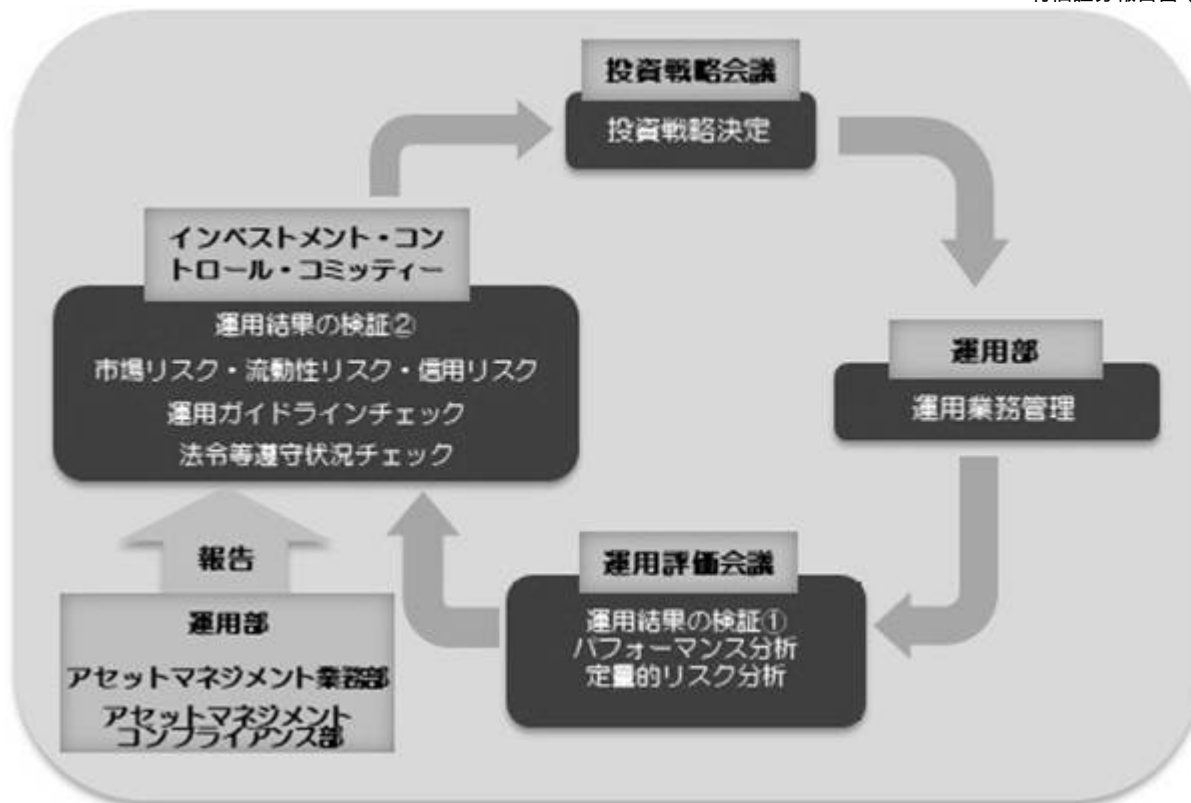 投資戦略会議
投資戦略決定
インベストメント・コン
トロール・コミッティー
運用結果の検証②
市場リスク・流動性リスク・信用リスク
運用ガイドラインチェック
法令等遵守状況チェック
運用部
運用業務管理
報告
運用部
アセットマネジメント業務部
アセットマネジメント
コンプライアンス部
運用評価会議
運用結果の検証①
パフォーマンス分析
定量的リスク分析